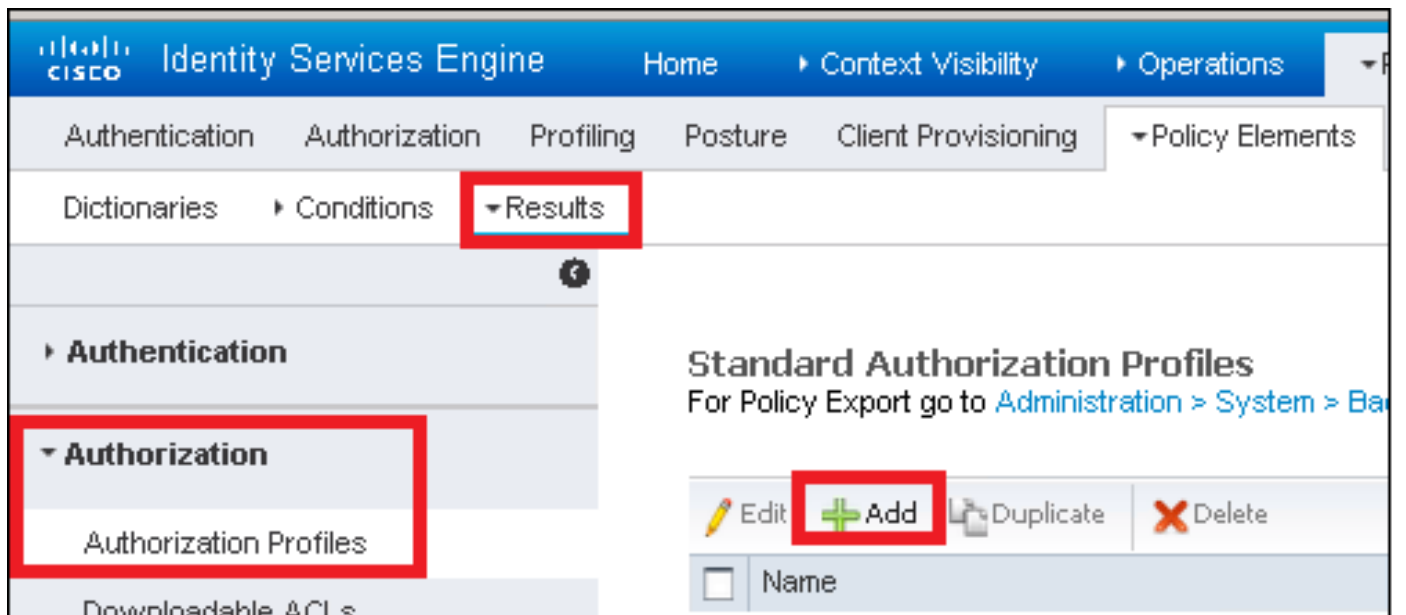 CISCO Identity Services Engine Home Context Visibility Operations
Authentication Authorization Profiling Posture Client Provisioning Policy Elements
Dictionaries Conditions Results
Authentication
Standard Authorization Profiles
For Policy Export go to Administration > System >
Authorization
Edit Add Duplicate Delete
Authorization Profiles
Name
Downloadable ACLs